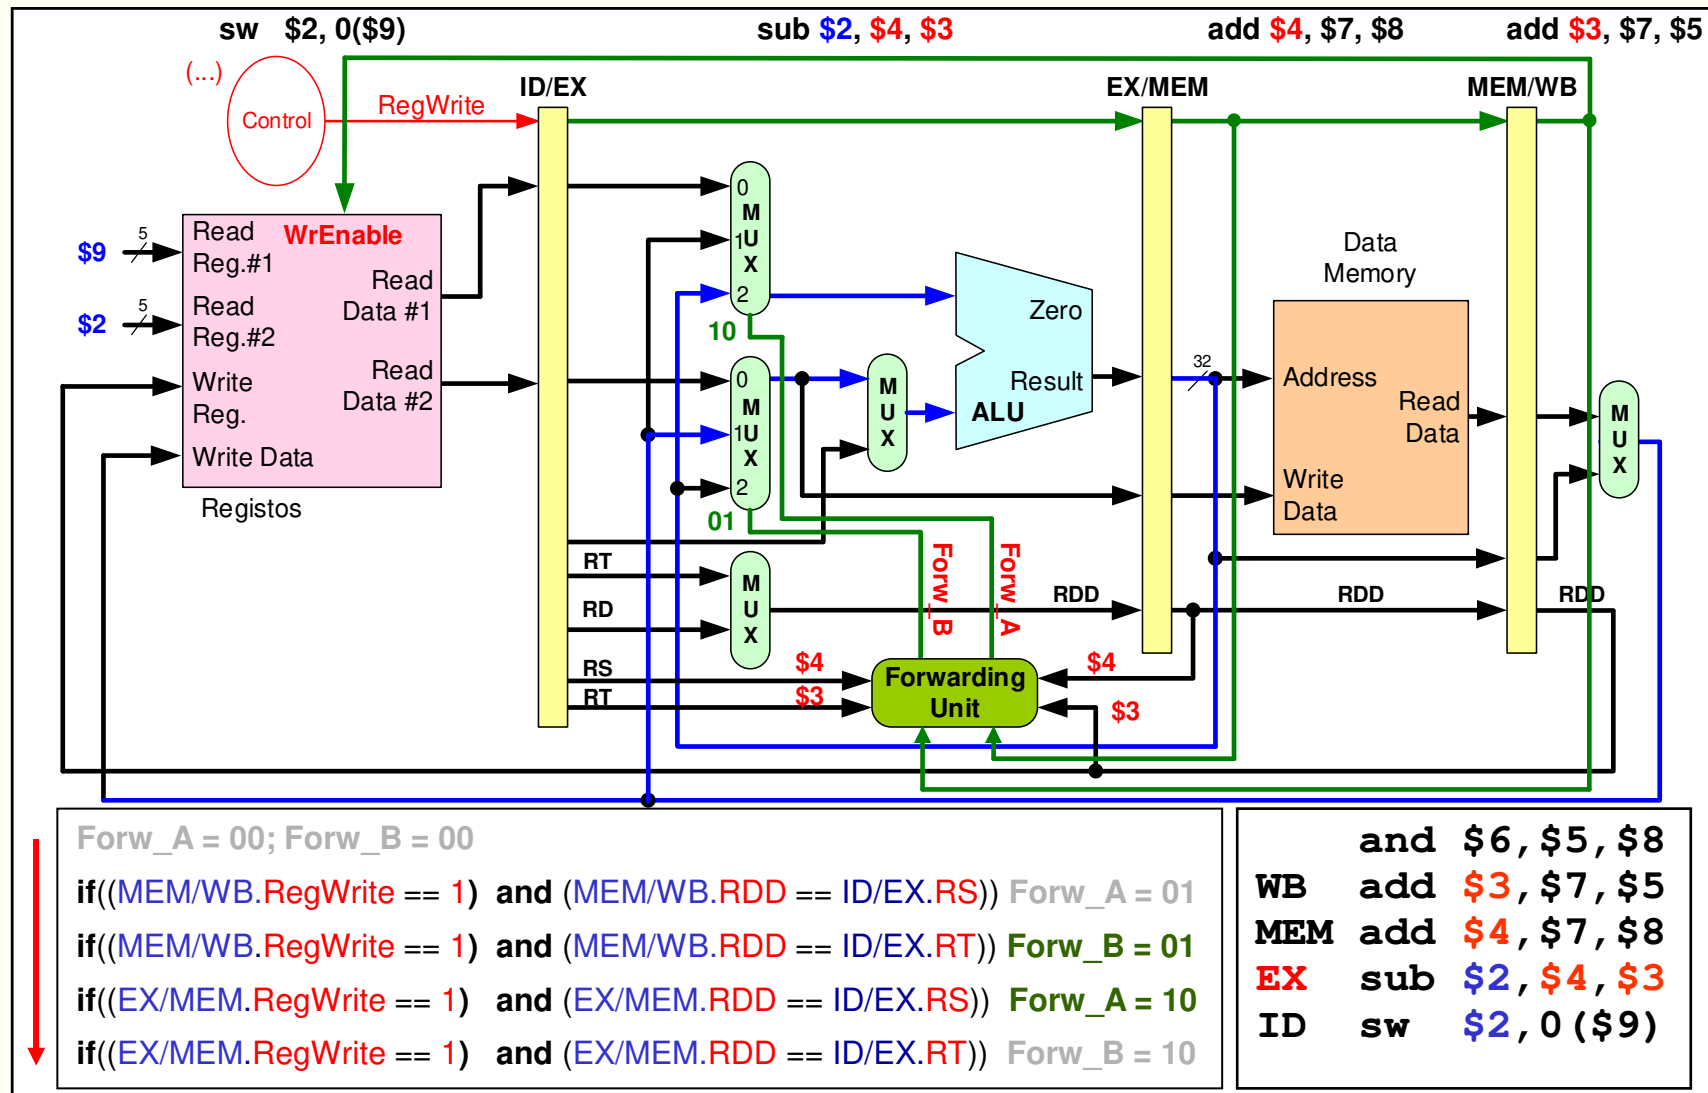 sw $2, 0($9)
sub $2, $4, $3
add $4, $7, $8
add $3, $7, $5
(...)
Control
RegWrite
ID/EX
EX/MEM
MEM/WB
WrEnable
$9
5
Read
Reg.#1
$2
5
Read
Reg.#2
Write
Reg.
Write Data
Read
Data #1
Read
Data #2
Registos
0
M
1U
X
2
10
0
M
1U
X
2
01
M
U
X
Zero
Result
ALU
32
Data
Memory
Address
Read
Data
Write
Data
M
U
X
RT
RD
M
U
X
RDD
RDD
RDD
Forw_B
Forw_A
RS
$4
RT
$3
Forwarding
Unit
$4
$3
Forw_A = 00; Forw_B = 00
if((MEM/WB.RegWrite == 1) and (MEM/WB.RDD == ID/EX.RS)) Forw_A = 01
if((MEM/WB.RegWrite == 1) and (MEM/WB.RDD == ID/EX.RT)) Forw_B = 01
if((EX/MEM.RegWrite == 1) and (EX/MEM.RDD == ID/EX.RS)) Forw_A = 10
if((EX/MEM.RegWrite == 1) and (EX/MEM.RDD == ID/EX.RT)) Forw_B = 10
and $6,$5,$8
WB add $3,$7,$5
MEM add $4,$7,$8
EX sub $2,$4,$3
ID sw $2,0($9)